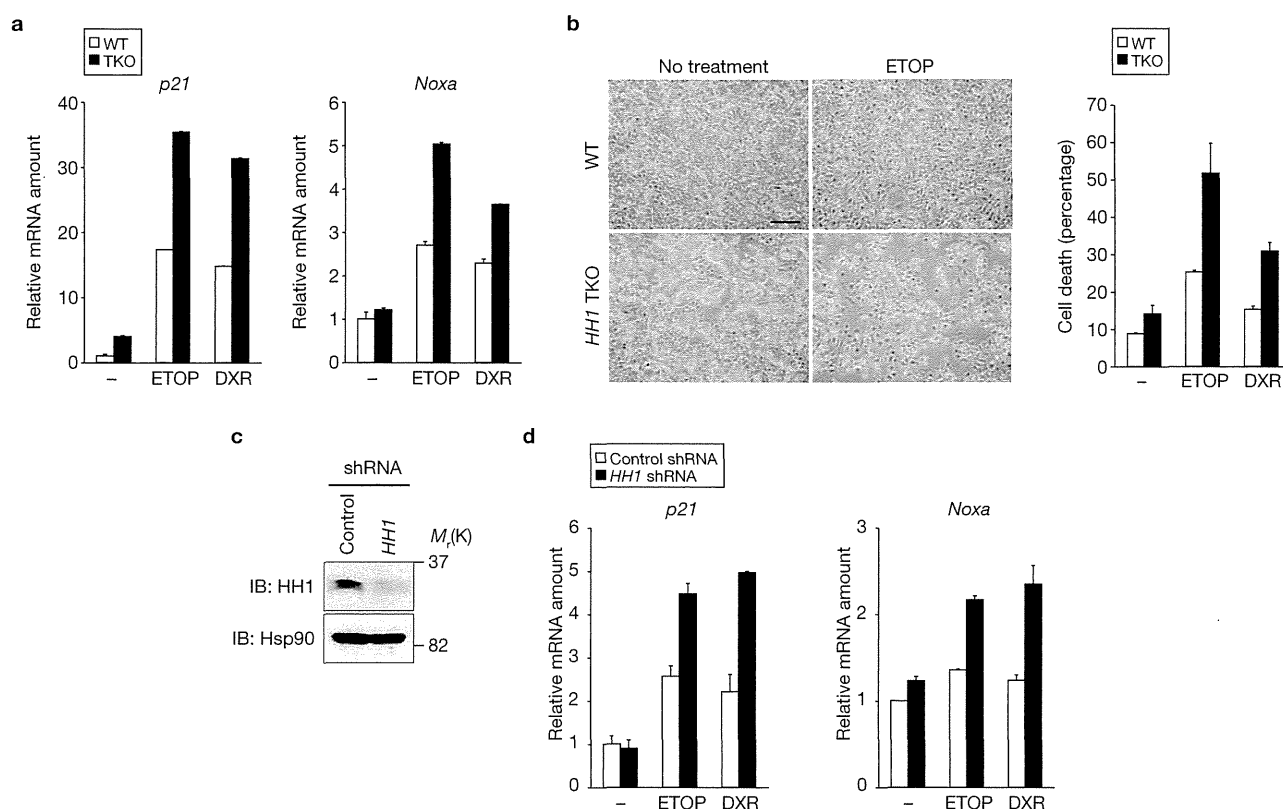 a
WT
TKO
p21
Relative mRNA amount
40
30
20
10
0
– ETOP DXR
Noxa
Relative mRNA amount
6
5
4
3
2
1
0
– ETOP DXR
b
No treatment ETOP
WT
HH1 TKO
WT
TKO
Cell death (percentage)
70
60
50
40
30
20
10
0
– ETOP DXR
c
shRNA
Control HH1 Mr(K)
IB: HH1
37
IB: Hsp90
82
d
Control shRNA
HH1 shRNA
p21
Relative mRNA amount
6
5
4
3
2
1
0
– ETOP DXR
Noxa
Relative mRNA amount
3
2
1
0
– ETOP DXR